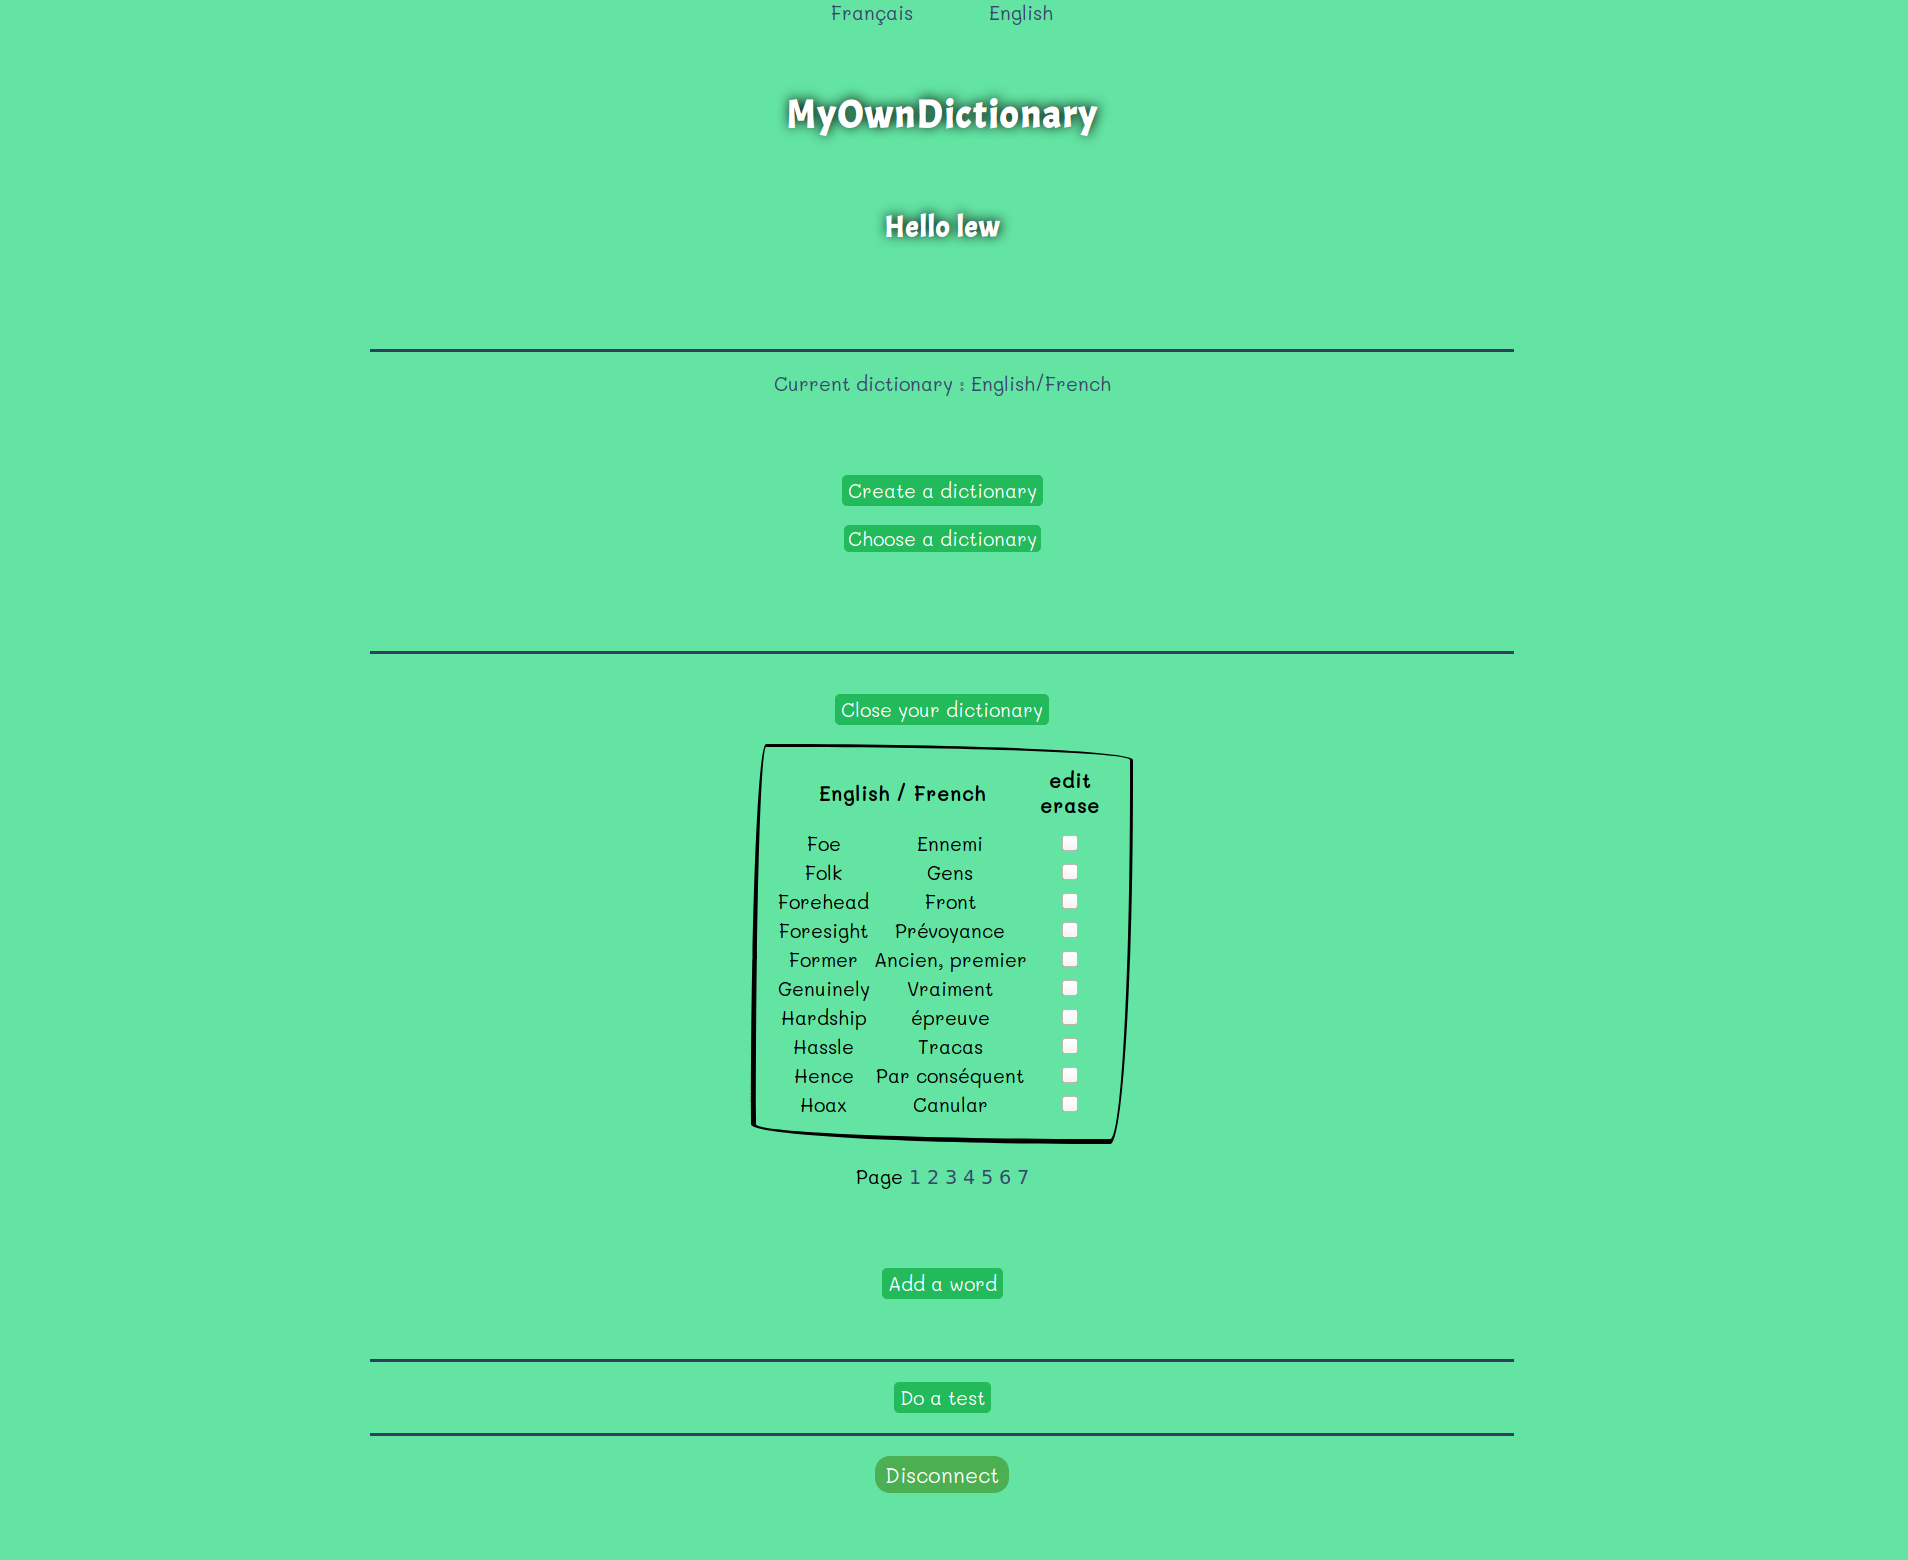 Français English
MyOwnDictionary
Hello lew
Current dictionary : English/French
Create a dictionary
Choose a dictionary
Close your dictionary
English / French edit erase
Foe Ennemi
Folk Gens
Forehead Front
Foresight Prévoyance
Former Ancien, premier
Genuinely Vraiment
Hardship épreuve
Hassle Tracas
Hence Par conséquent
Hoax Canular
Page 1 2 3 4 5 6 7
Add a word
Do a test
Disconnect